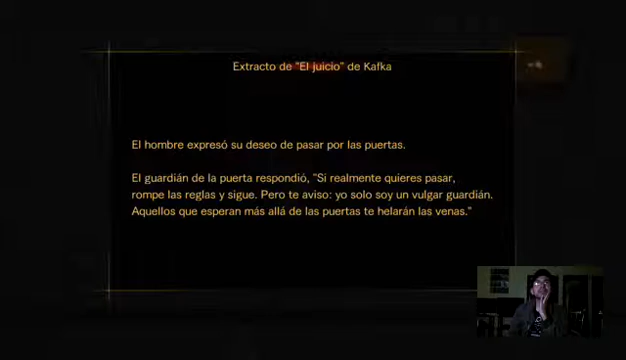 Extracto de "El juicio" de Kafka
El hombre expresó su deseo de pasar por las puertas.
El guardián de la puerta respondió, "Si realmente quieres pasar,
rompe las reglas y sigue. Pero te aviso: yo solo soy un vulgar guardián.
Aquellos que esperan más allá de las puertas te helarán las venas."